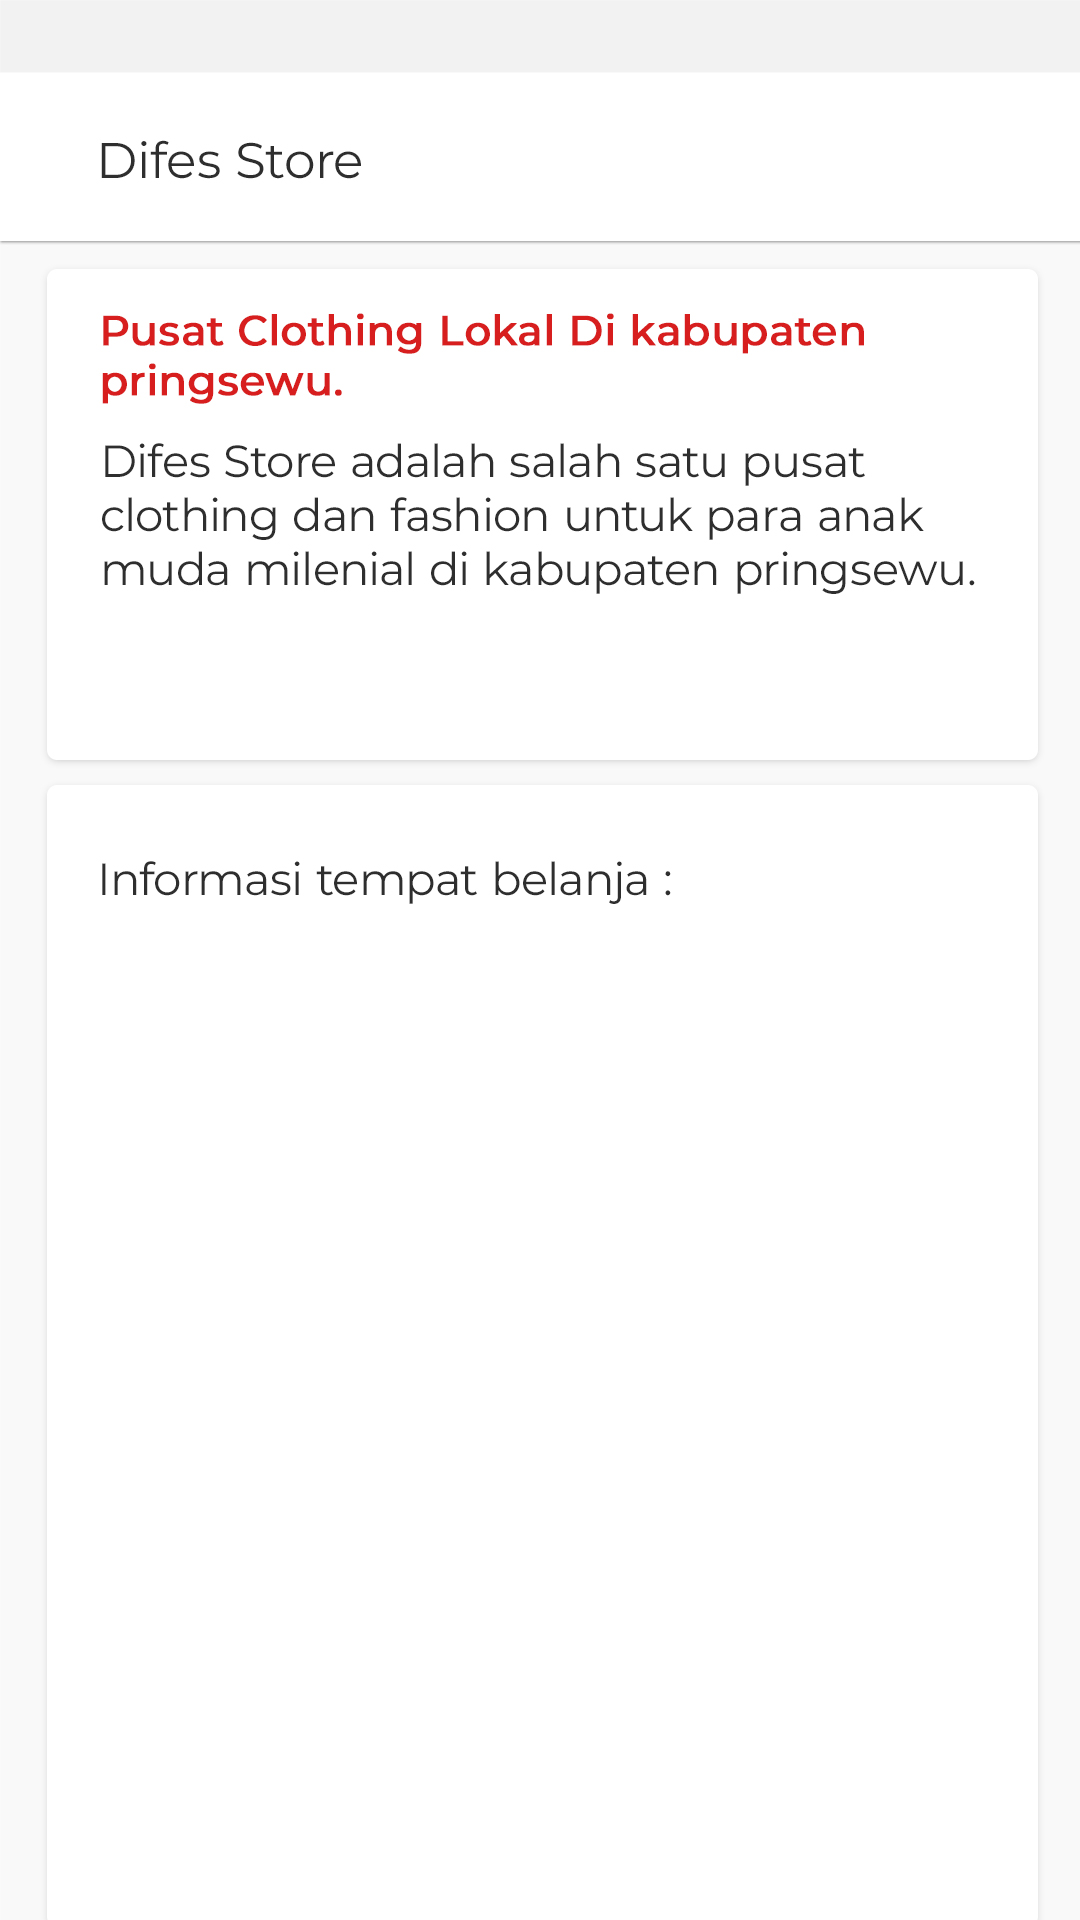 Difes Store
Pusat Clothing Lokal Di kabupaten
pringsewu.
Difes Store adalah salah satu pusat
clothing dan fashion untuk para anak
muda milenial di kabupaten pringsewu.
Informasi tempat belanja :